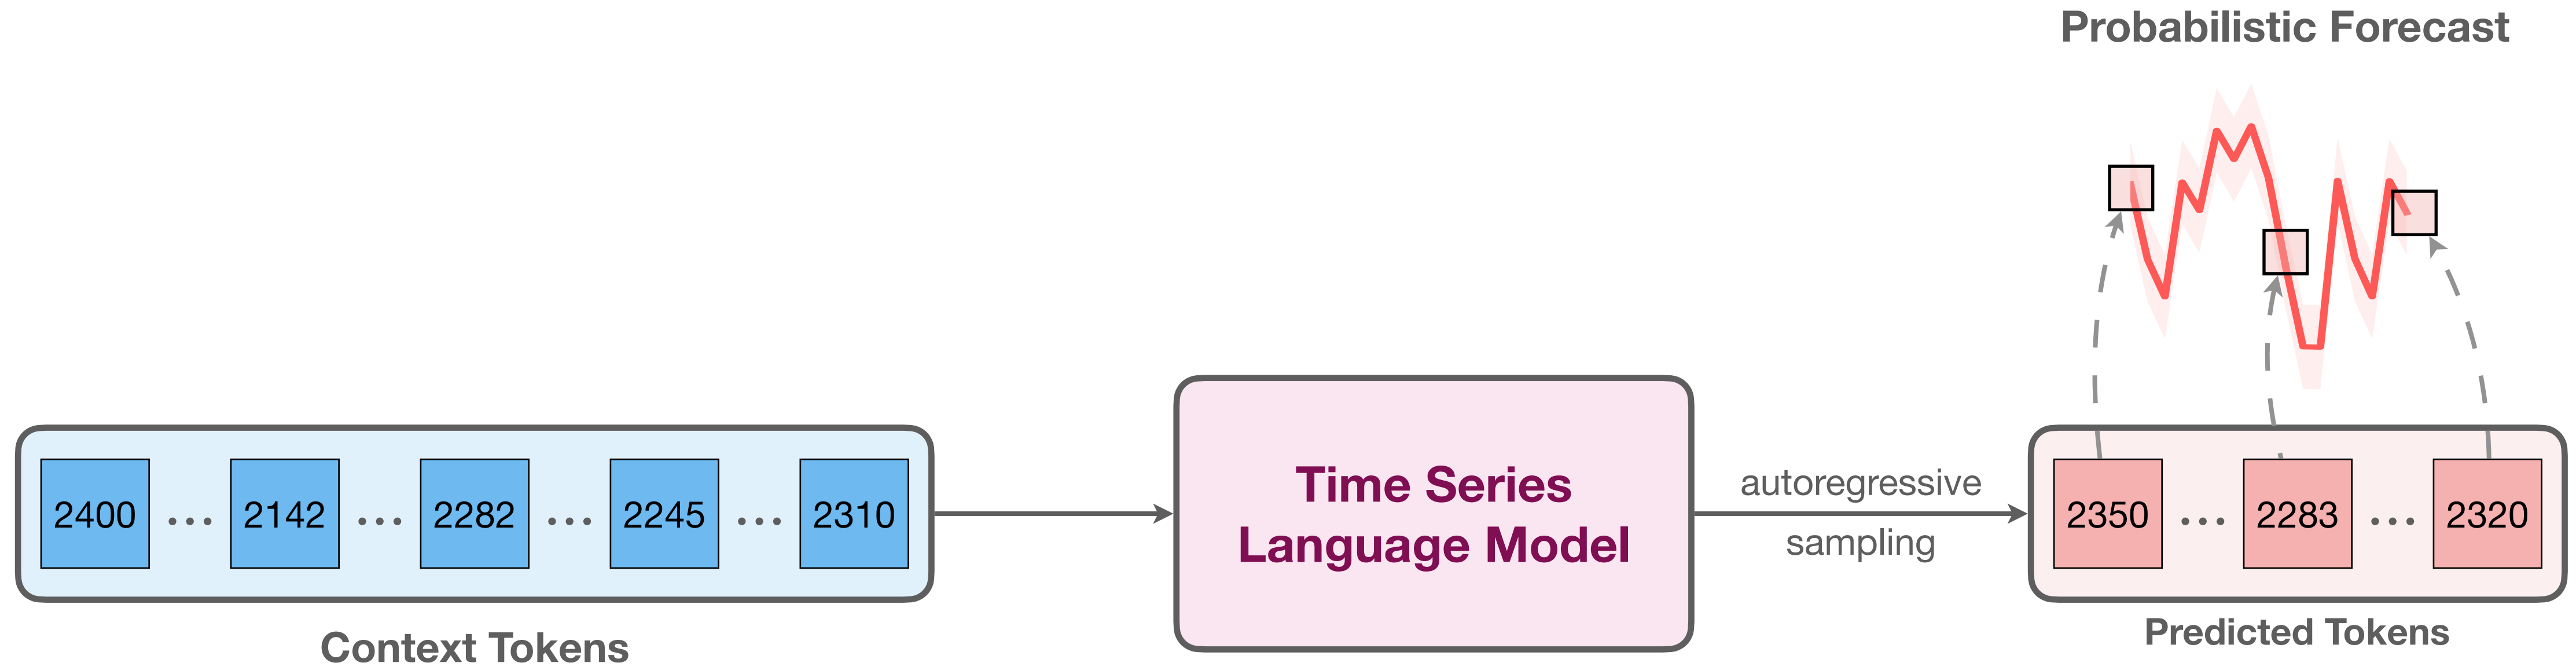 Probabilistic Forecast
2400 ... 2142 ... 2282 ... 2245 ... 2310
Context Tokens
Time Series
Language Model
autoregressive
sampling
2350 ... 2283 ... 2320
Predicted Tokens